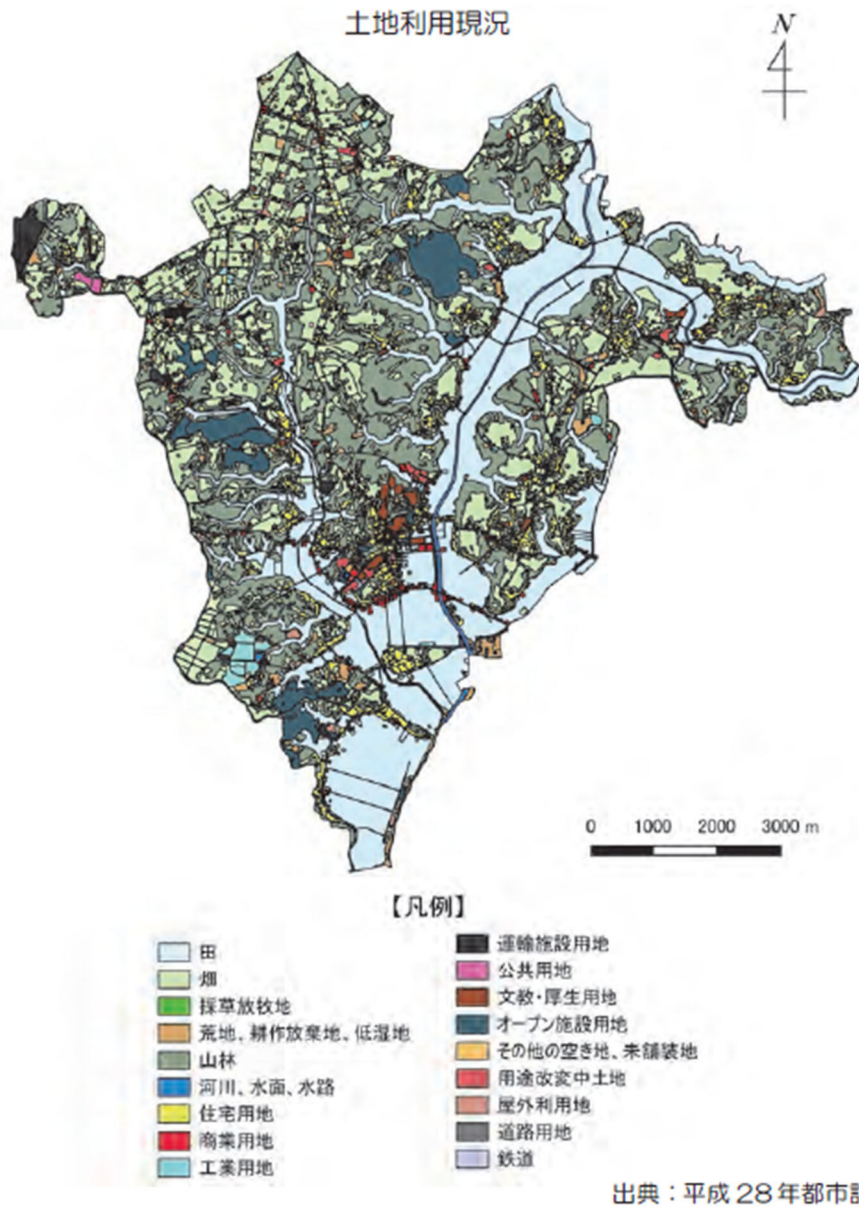 土地利用現況
N
0 1000 2000 3000 m
【凡例】
田
畑
採草放牧地
荒地、耕作放棄地、低湿地
山林
河川、水面、水路
住宅用地
商業用地
工業用地
運輸施設用地
公共用地
文教・厚生用地
オープン施設用地
その他の空き地、未舗装地
用途改変中土地
屋外利用地
道路用地
鉄道
出典：平成28年都市計